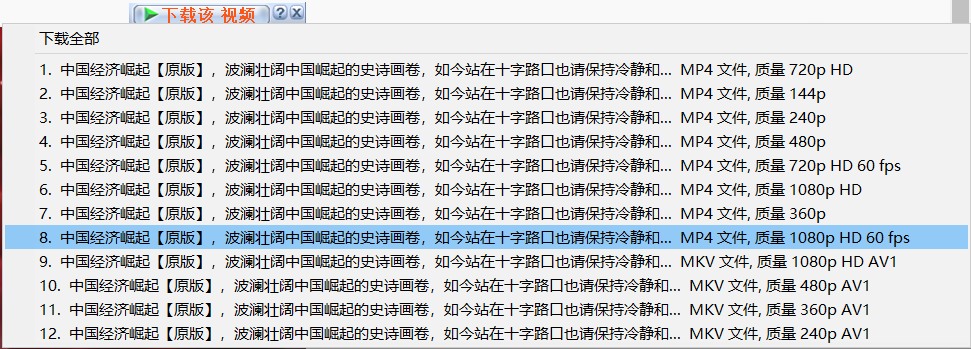 下载该 视频
下载全部
1. 中国经济崛起【原版】，波澜壮阔中国崛起的史诗画卷，如今站在十字路口也请保持冷静和... MP4 文件, 质量 720p HD
2. 中国经济崛起【原版】，波澜壮阔中国崛起的史诗画卷，如今站在十字路口也请保持冷静和... MP4 文件, 质量 144p
3. 中国经济崛起【原版】，波澜壮阔中国崛起的史诗画卷，如今站在十字路口也请保持冷静和... MP4 文件, 质量 240p
4. 中国经济崛起【原版】，波澜壮阔中国崛起的史诗画卷，如今站在十字路口也请保持冷静和... MP4 文件, 质量 480p
5. 中国经济崛起【原版】，波澜壮阔中国崛起的史诗画卷，如今站在十字路口也请保持冷静和... MP4 文件, 质量 720p HD 60 fps
6. 中国经济崛起【原版】，波澜壮阔中国崛起的史诗画卷，如今站在十字路口也请保持冷静和... MP4 文件, 质量 1080p HD
7. 中国经济崛起【原版】，波澜壮阔中国崛起的史诗画卷，如今站在十字路口也请保持冷静和... MP4 文件, 质量 360p
8. 中国经济崛起【原版】，波澜壮阔中国崛起的史诗画卷，如今站在十字路口也请保持冷静和... MP4 文件, 质量 1080p HD 60 fps
9. 中国经济崛起【原版】，波澜壮阔中国崛起的史诗画卷，如今站在十字路口也请保持冷静和... MKV 文件, 质量 1080p HD AV1
10. 中国经济崛起【原版】，波澜壮阔中国崛起的史诗画卷，如今站在十字路口也请保持冷静和... MKV 文件, 质量 480p AV1
11. 中国经济崛起【原版】，波澜壮阔中国崛起的史诗画卷，如今站在十字路口也请保持冷静和... MKV 文件, 质量 360p AV1
12. 中国经济崛起【原版】，波澜壮阔中国崛起的史诗画卷，如今站在十字路口也请保持冷静和... MKV 文件, 质量 240p AV1